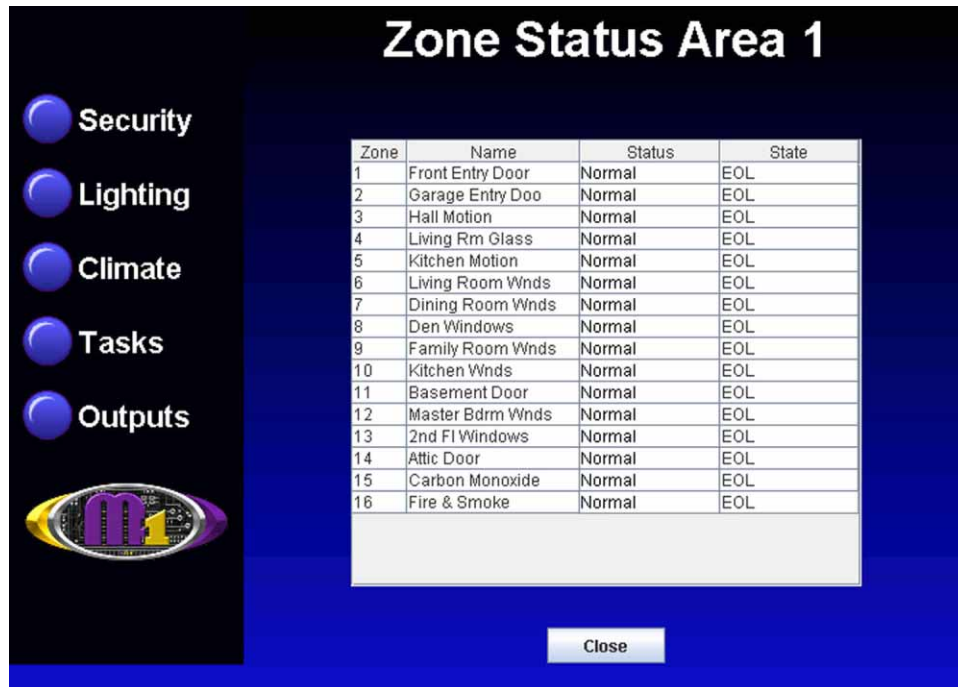 Zone Status Area 1
Security
Lighting
Climate
Tasks
Outputs
M1
Zone Name Status State
1 Front Entry Door Normal EOL
2 Garage Entry Doo Normal EOL
3 Hall Motion Normal EOL
4 Living Rm Glass Normal EOL
5 Kitchen Motion Normal EOL
6 Living Room Wnds Normal EOL
7 Dining Room Wnds Normal EOL
8 Den Windows Normal EOL
9 Family Room Wnds Normal EOL
10 Kitchen Wnds Normal EOL
11 Basement Door Normal EOL
12 Master Bdrm Wnds Normal EOL
13 2nd Fl Windows Normal EOL
14 Attic Door Normal EOL
15 Carbon Monoxide Normal EOL
16 Fire & Smoke Normal EOL
Close